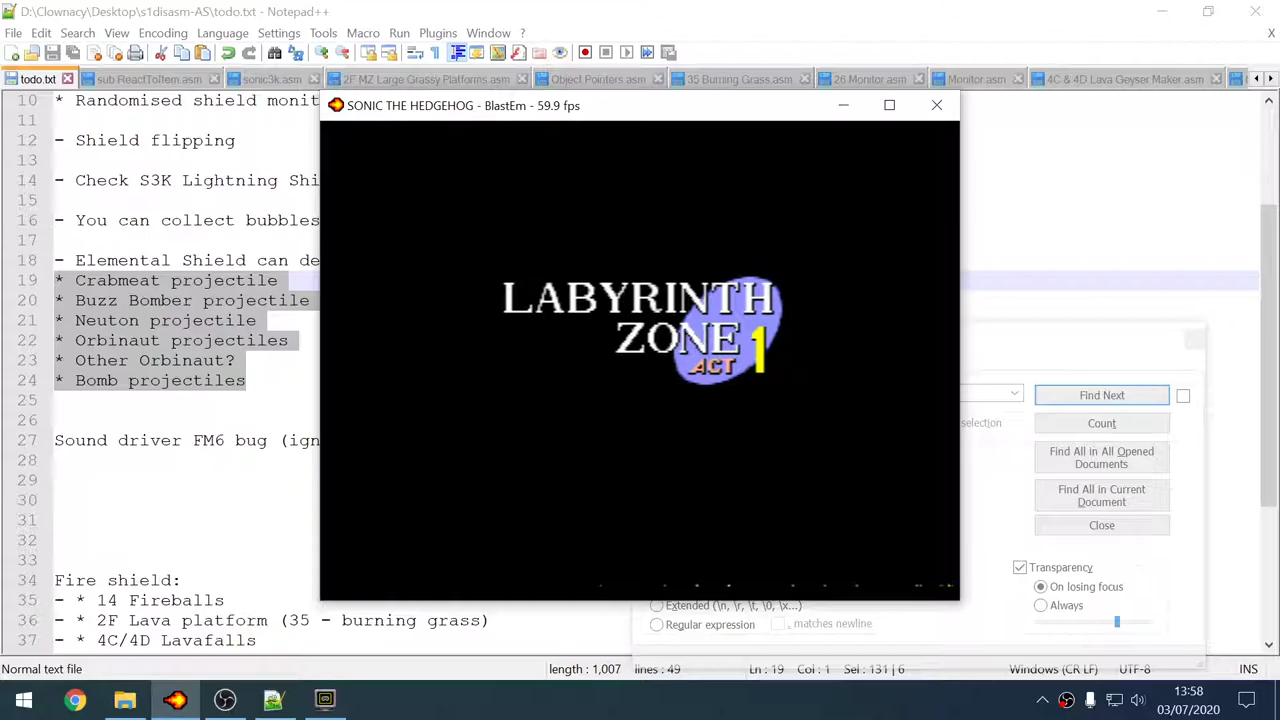 D:\Clownacy\Desktop\s1disasm-AS\todo.txt - Notepad++
File Edit Search View Encoding Language Settings Tools Macro Run Plugins Window ?
X
todo.txt sub ReactToItem.asm sonic3k.asm 2F MZ Large Grassy Platforms.asm Object Pointers.asm 35 Burning Grass.asm 26 Monitor.asm Monitor.asm 4C & 4D Lava Geyser Maker.asm
SONIC THE HEDGEHOG - BlastEm - 59.9 fps
LABYRINTH
ZONE
ACT 1
10 * Randomised shield monit
11
12 - Shield flipping
13
14 - Check S3K Lightning Shi
15
16 - You can collect bubbles
17
18 - Elemental Shield can de
19 * Crabmeat projectile
20 * Buzz Bomber projectile
21 * Neuton projectile
22 * Orbinaut projectiles
23 * Other Orbinaut?
24 * Bomb projectiles
25
26
27 Sound driver FM6 bug (ign
28
29
30
31
32
33
34 Fire shield:
35 - * 14 Fireballs
36 - * 2F Lava platform (35 - burning grass)
37 - * 4C/4D Lavafalls
Find Next
selection
Count
Find All in All Opened
Documents
Find All in Current
Document
Close
Transparency
On losing focus
Always
Extended (\n, \r, \t, \0, \x...)
Regular expression . matches newline
Normal text file length : 1,007 lines : 49 Ln : 19 Col : 1 Sel : 131 | 6 Windows (CR LF) UTF-8 INS
13:58
03/07/2020